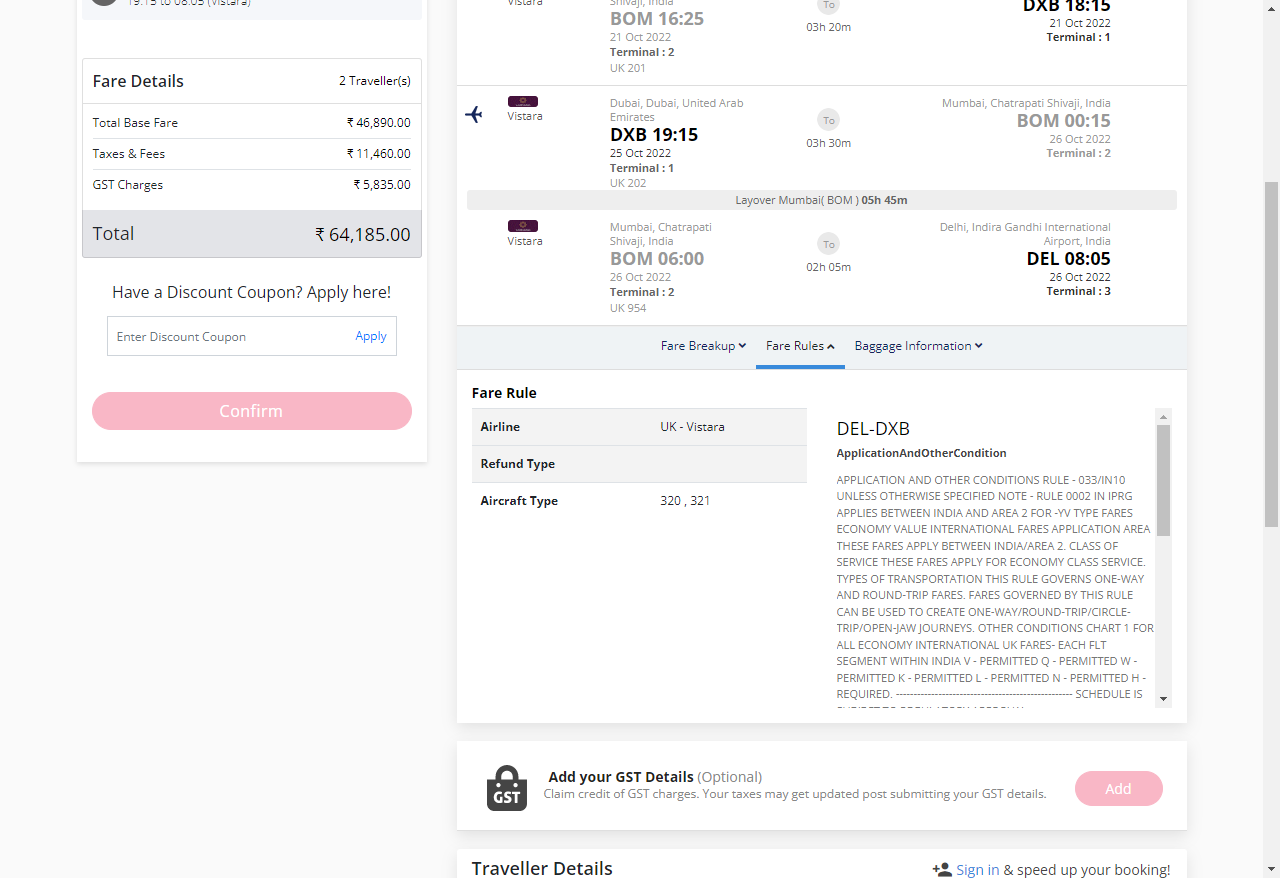 19:15 to 08:05 (Vistara)
Fare Details
2 Traveller(s)
Total Base Fare
₹ 46,890.00
Taxes & Fees
₹ 11,460.00
GST Charges
₹ 5,835.00
Total
₹ 64,185.00
Have a Discount Coupon? Apply here!
Enter Discount Coupon
Apply
Confirm
Vistara
Shivaji, India
BOM 16:25
21 Oct 2022
Terminal : 2
UK 201
To
03h 20m
DXB 18:15
21 Oct 2022
Terminal : 1
Vistara
Dubai, Dubai, United Arab
Emirates
DXB 19:15
25 Oct 2022
Terminal : 1
UK 202
To
03h 30m
Mumbai, Chatrapati Shivaji, India
BOM 00:15
26 Oct 2022
Terminal : 2
Layover Mumbai( BOM ) 05h 45m
Vistara
Mumbai, Chatrapati
Shivaji, India
BOM 06:00
26 Oct 2022
Terminal : 2
UK 954
To
02h 05m
Delhi, Indira Gandhi International
Airport, India
DEL 08:05
26 Oct 2022
Terminal : 3
Fare Breakup
Fare Rules
Baggage Information
Fare Rule
Airline
UK - Vistara
Refund Type
Aircraft Type
320 , 321
DEL-DXB
ApplicationAndOtherCondition
APPLICATION AND OTHER CONDITIONS RULE - 033/IN10
UNLESS OTHERWISE SPECIFIED NOTE - RULE 0002 IN IPRG
APPLIES BETWEEN INDIA AND AREA 2 FOR -YV TYPE FARES
ECONOMY VALUE INTERNATIONAL FARES APPLICATION AREA
THESE FARES APPLY BETWEEN INDIA/AREA 2. CLASS OF
SERVICE THESE FARES APPLY FOR ECONOMY CLASS SERVICE.
TYPES OF TRANSPORTATION THIS RULE GOVERNS ONE-WAY
AND ROUND-TRIP FARES. FARES GOVERNED BY THIS RULE
CAN BE USED TO CREATE ONE-WAY/ROUND-TRIP/CIRCLE-
TRIP/OPEN-JAW JOURNEYS. OTHER CONDITIONS CHART 1 FOR
ALL ECONOMY INTERNATIONAL UK FARES- EACH FLT
SEGMENT WITHIN INDIA V - PERMITTED Q - PERMITTED W -
PERMITTED K - PERMITTED L - PERMITTED N - PERMITTED H -
REQUIRED. -------------------------------------------------- SCHEDULE IS
GST
Add your GST Details (Optional)
Claim credit of GST charges. Your taxes may get updated post submitting your GST details.
Add
Traveller Details
Sign in & speed up your booking!